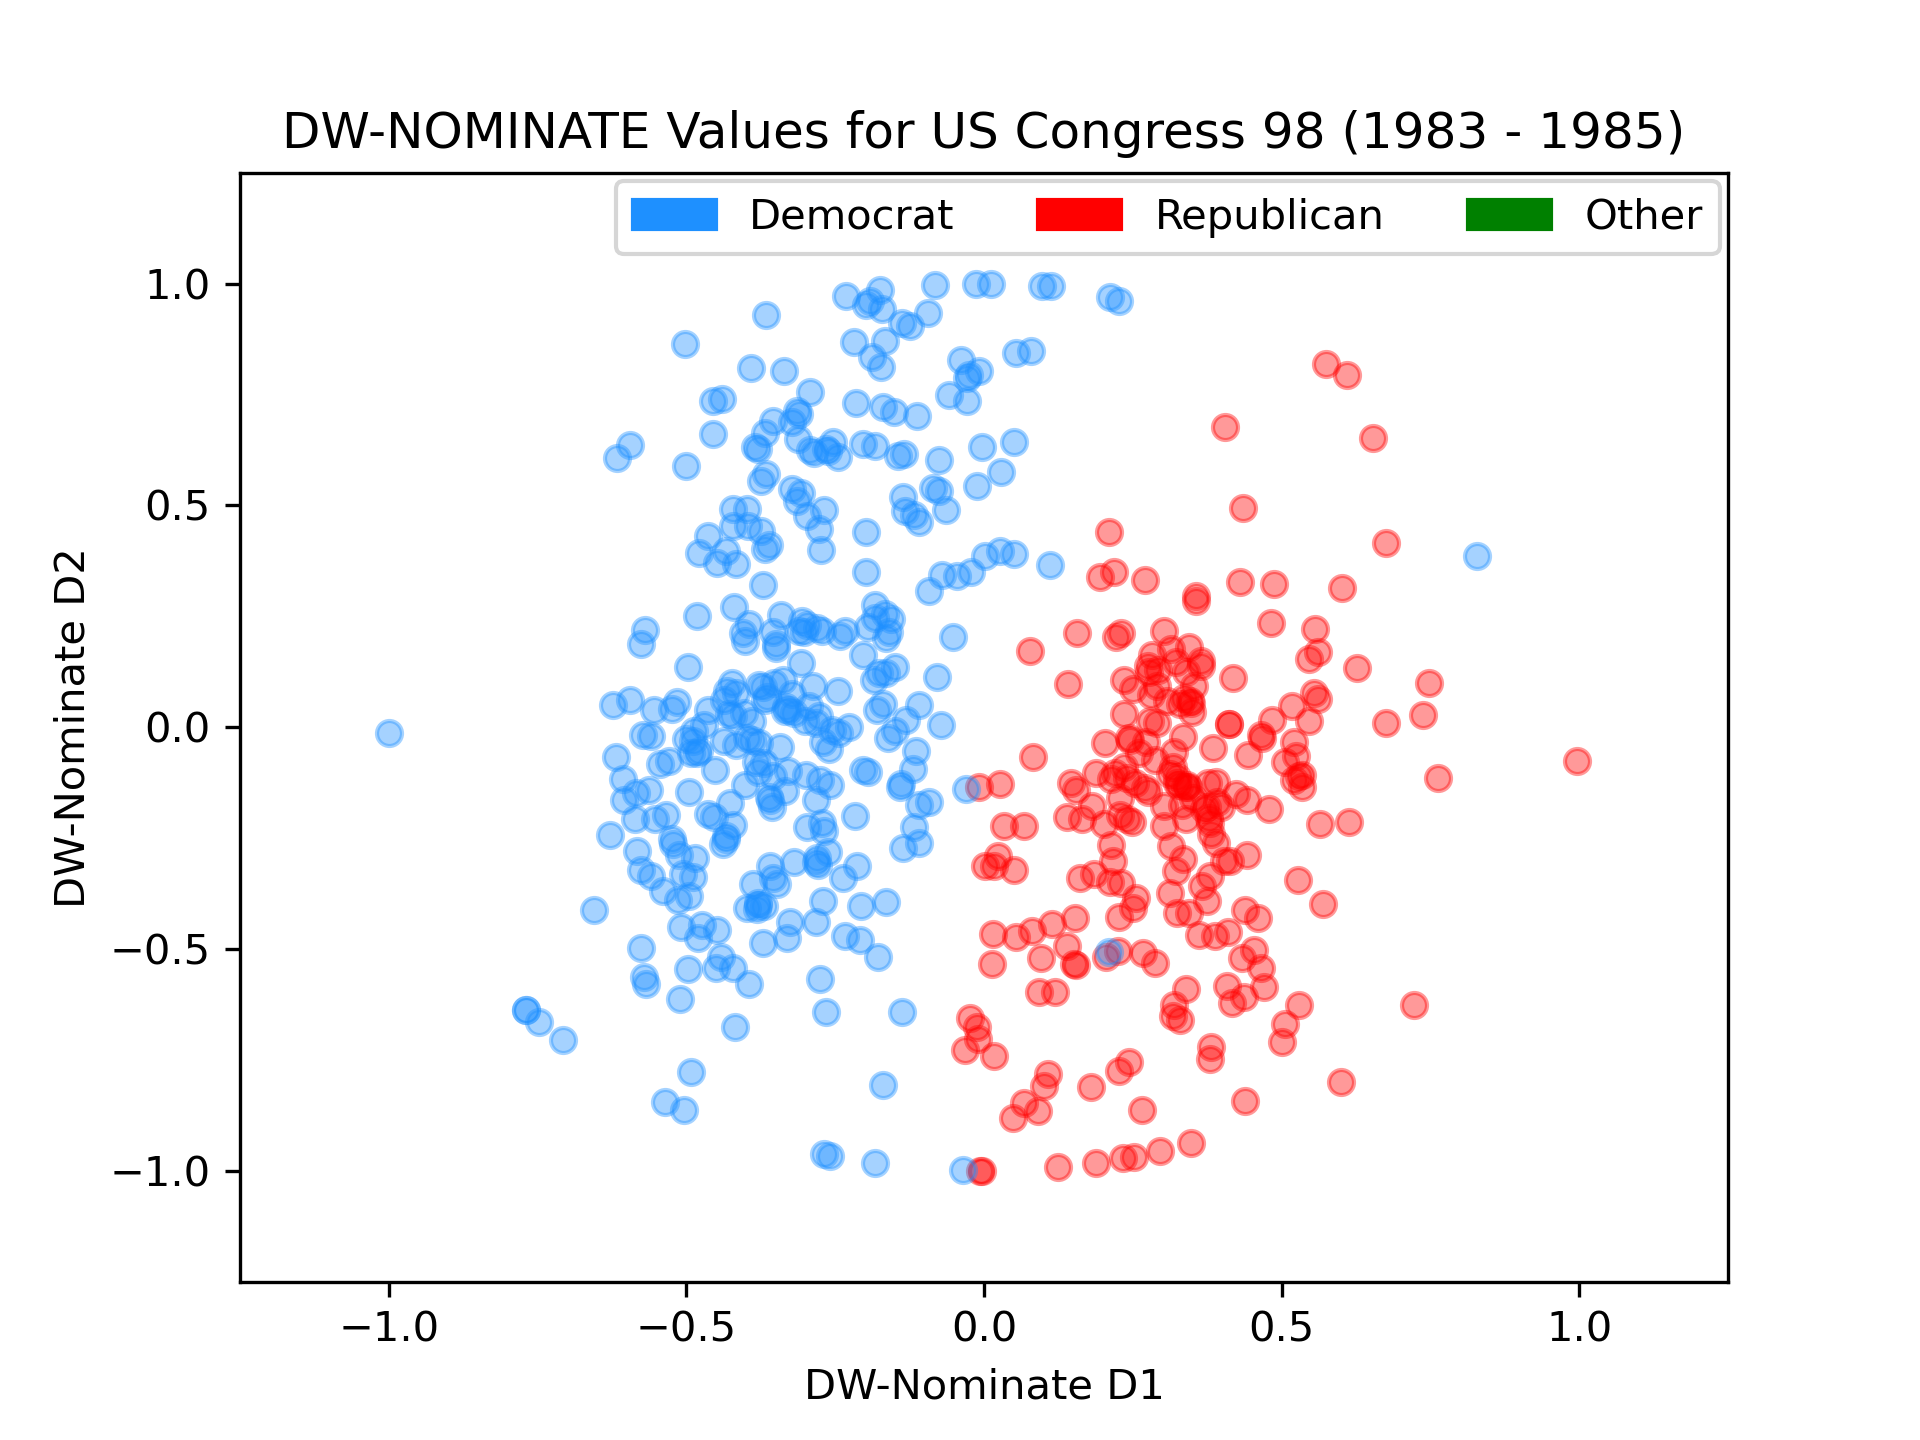 DW-NOMINATE Values for US Congress 98 (1983 - 1985)
Democrat Republican Other
1.0
0.5
0.0
−0.5
−1.0
DW-Nominate D2
−1.0 −0.5 0.0 0.5 1.0
DW-Nominate D1